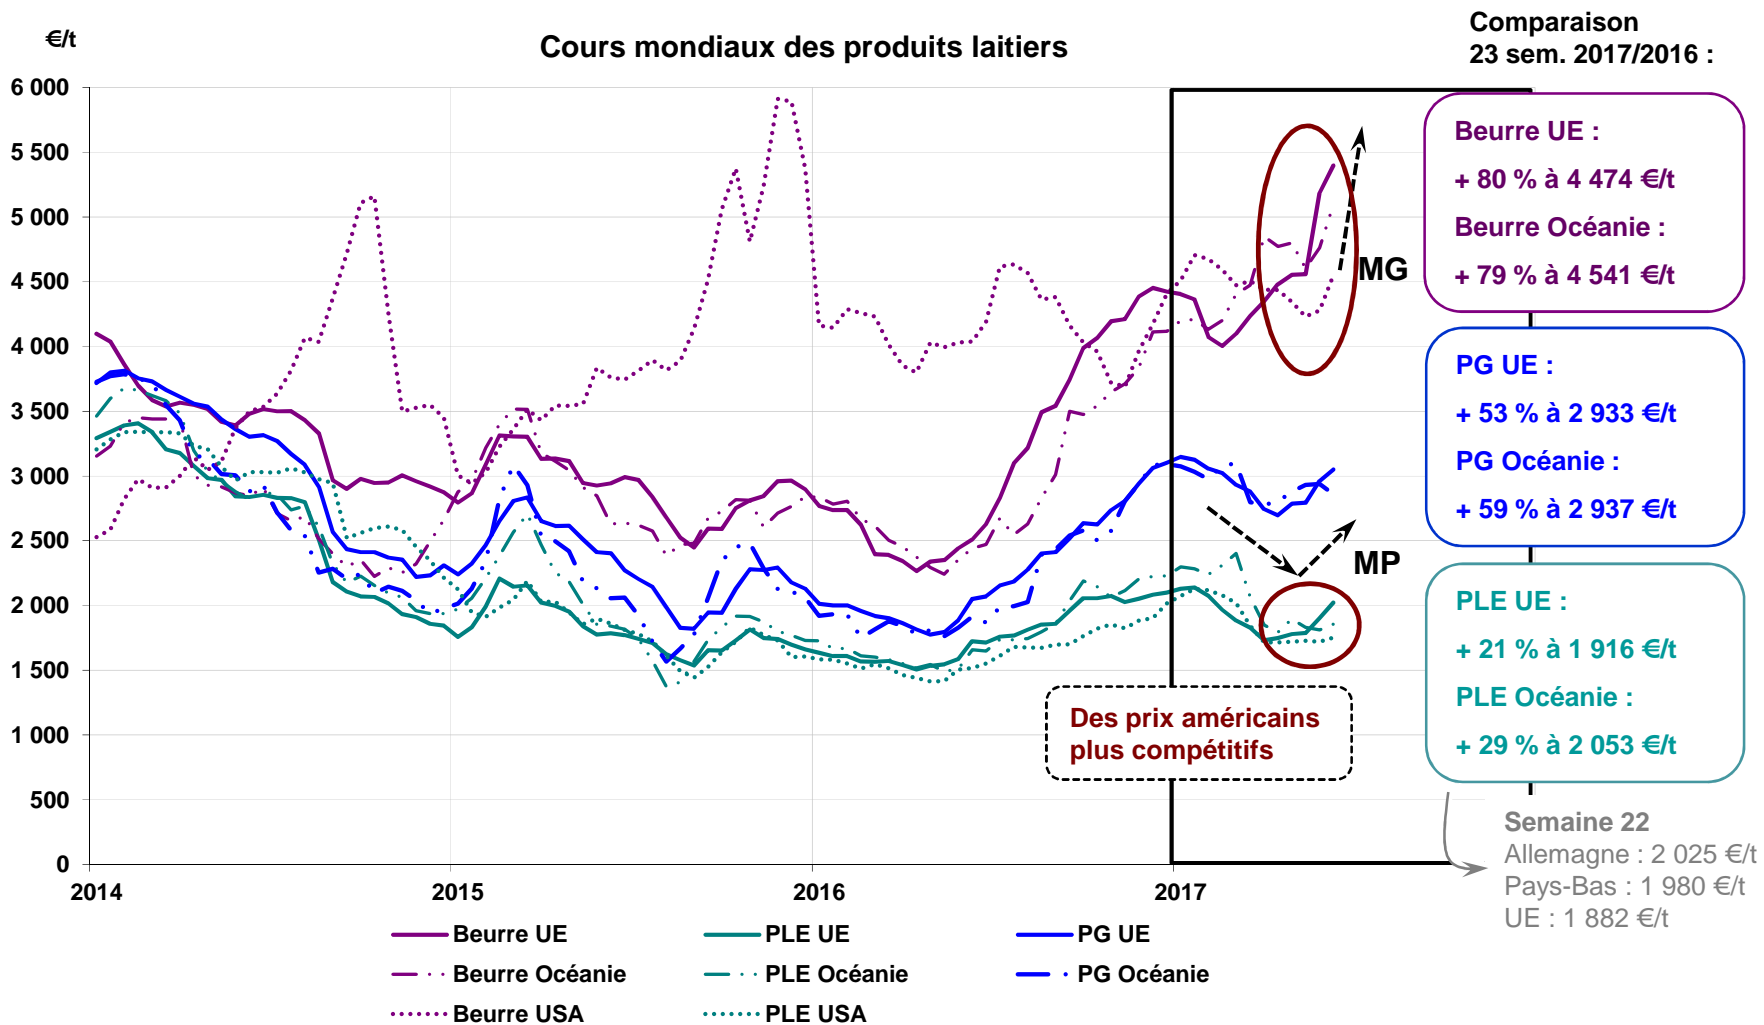 €/t
Cours mondiaux des produits laitiers
Comparaison
23 sem. 2017/2016 :
6 000
5 500
5 000
4 500
4 000
3 500
3 000
2 500
2 000
1 500
1 000
500
0
2014
2015
2016
2017
MG
MP
Des prix américains
plus compétitifs
Beurre UE :
+ 80 % à 4 474 €/t
Beurre Océanie :
+ 79 % à 4 541 €/t
PG UE :
+ 53 % à 2 933 €/t
PG Océanie :
+ 59 % à 2 937 €/t
PLE UE :
+ 21 % à 1 916 €/t
PLE Océanie :
+ 29 % à 2 053 €/t
Semaine 22
Allemagne : 2 025 €/t
Pays-Bas : 1 980 €/t
UE : 1 882 €/t
Beurre UE
PLE UE
PG UE
Beurre Océanie
PLE Océanie
PG Océanie
Beurre USA
PLE USA